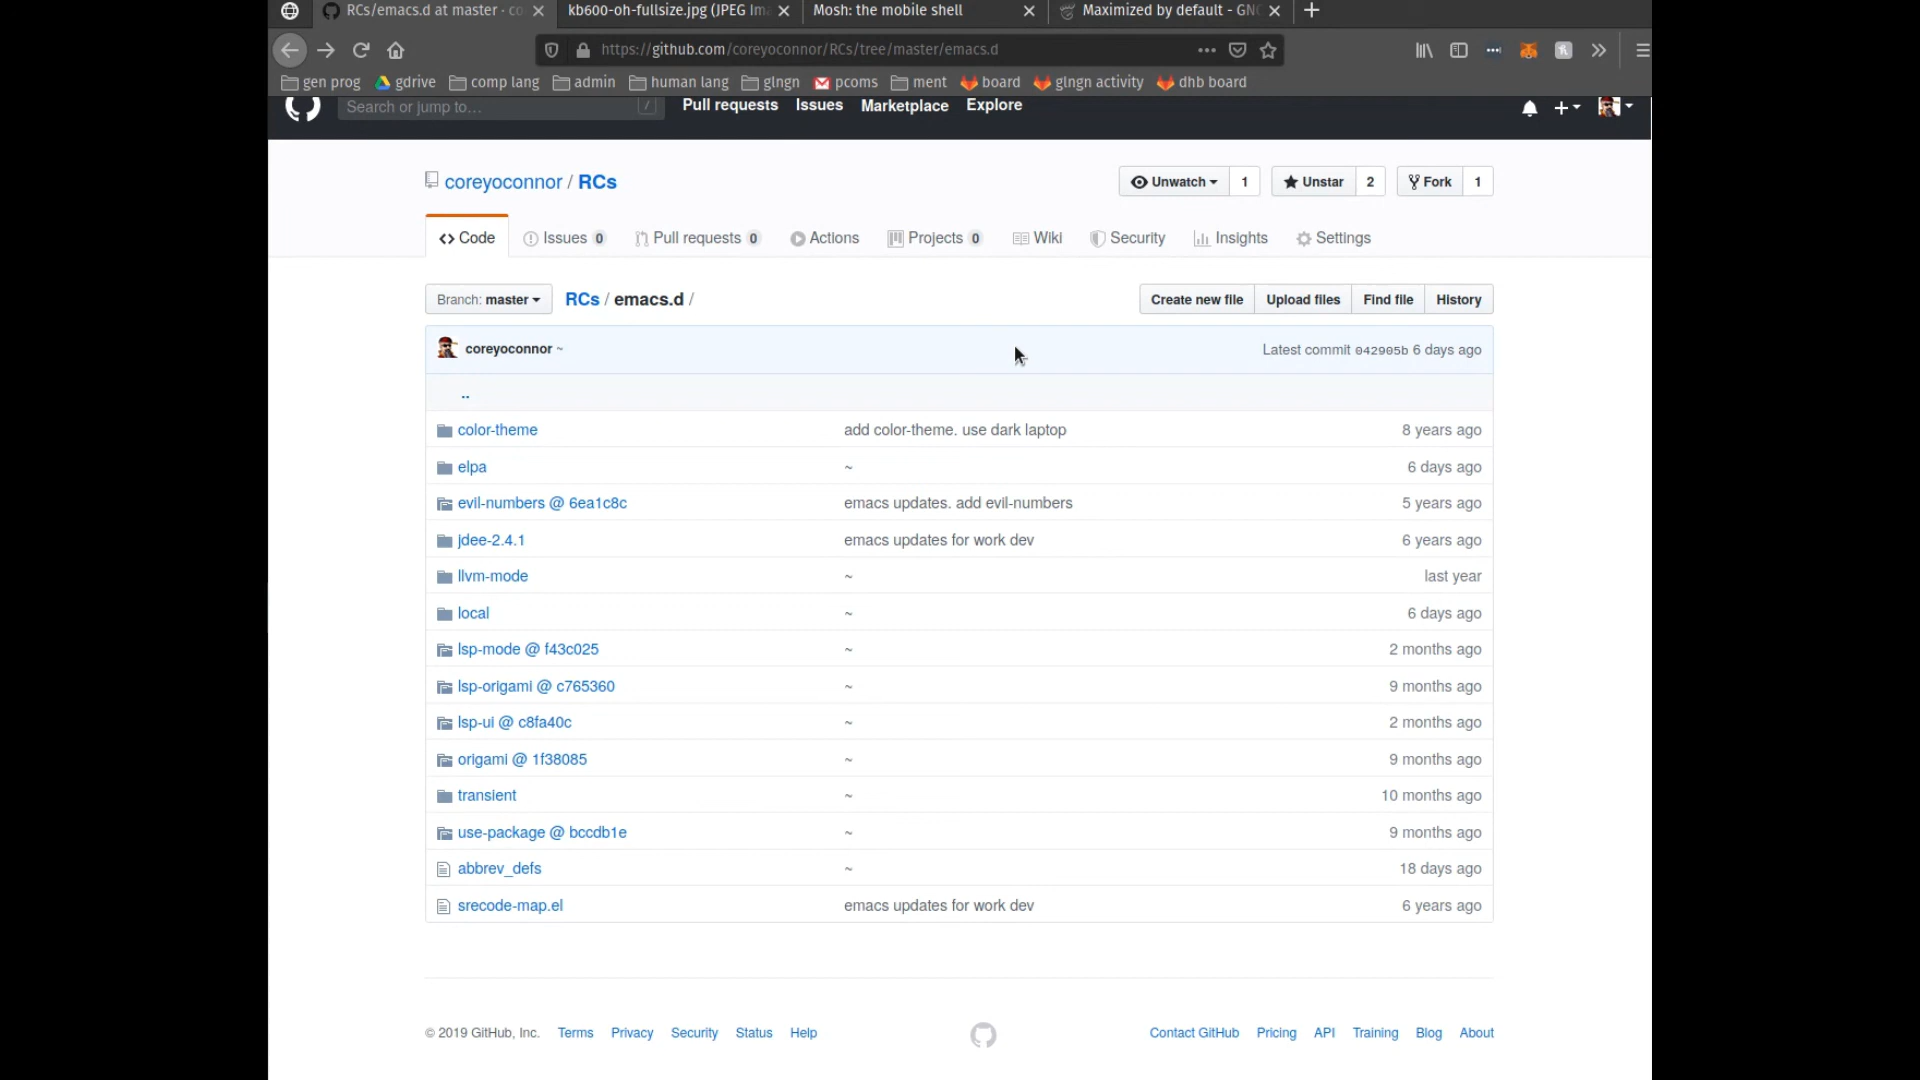 RCs/emacs.d at master · co
kb600-oh-fullsize.jpg (JPEG Im
Mosh: the mobile shell
Maximized by default - GN
https://github.com/coreyoconnor/RCs/tree/master/emacs.d
gen prog gdrive comp lang admin human lang glngn pcoms ment board glngn activity dhb board
Search or jump to... / Pull requests Issues Marketplace Explore
coreyoconnor / RCs Unwatch 1 Unstar 2 Fork 1
Code Issues 0 Pull requests 0 Actions Projects 0 Wiki Security Insights Settings
Branch: master RCs / emacs.d / Create new file Upload files Find file History
coreyoconnor ~ Latest commit 042905b 6 days ago
..
color-theme add color-theme. use dark laptop 8 years ago
elpa ~ 6 days ago
evil-numbers @ 6ea1c8c emacs updates. add evil-numbers 5 years ago
jdee-2.4.1 emacs updates for work dev 6 years ago
llvm-mode ~ last year
local ~ 6 days ago
lsp-mode @ f43c025 ~ 2 months ago
lsp-origami @ c765360 ~ 9 months ago
lsp-ui @ c8fa40c ~ 2 months ago
origami @ 1f38085 ~ 9 months ago
transient ~ 10 months ago
use-package @ bccdb1e ~ 9 months ago
abbrev_defs ~ 18 days ago
srecode-map.el emacs updates for work dev 6 years ago
© 2019 GitHub, Inc. Terms Privacy Security Status Help Contact GitHub Pricing API Training Blog About